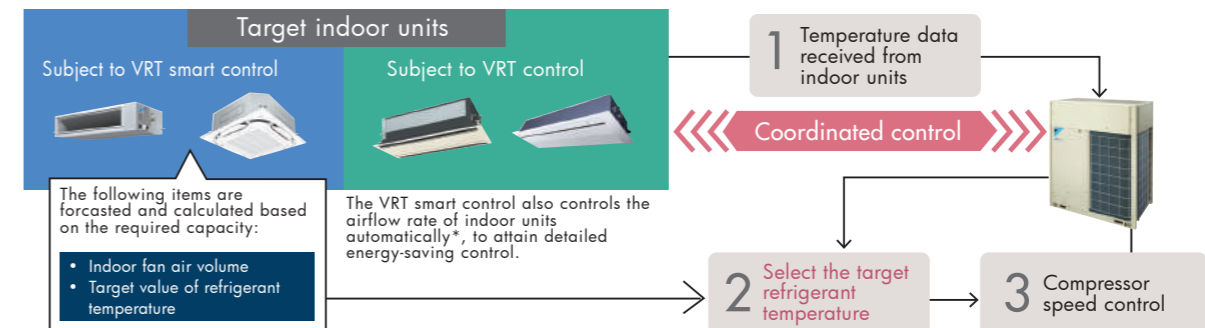 Target indoor units
Subject to VRT smart control
Subject to VRT control
The following items are
forcasted and calculated based
on the required capacity:
• Indoor fan air volume
• Target value of refrigerant
temperature
The VRT smart control also controls the
airflow rate of indoor units
automatically*, to attain detailed
energy-saving control.
1 Temperature data
received from
indoor units
Coordinated control
2 Select the target
refrigerant
temperature
3 Compressor
speed control